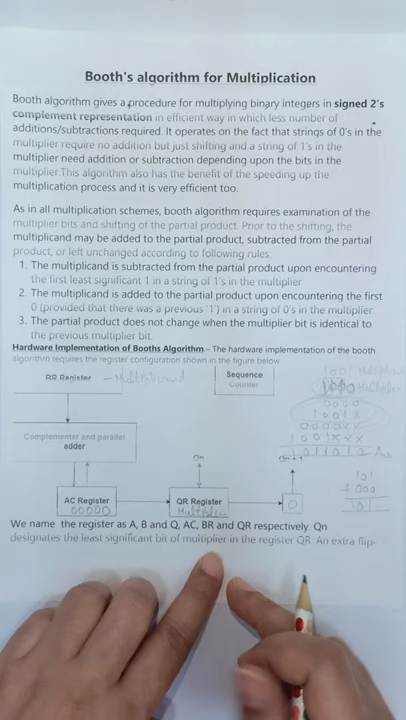 Booth's algorithm for Multiplication
Booth algorithm gives a procedure for multiplying binary integers in signed 2's
complement representation in efficient way in which less number of
additions/subtractions required. It operates on the fact that strings of 0's in the
multiplier require no addition but just shifting and a string of 1's in the
multiplier need addition or subtraction depending upon the bits in the
multiplier.This algorithm also has the benefit of the speeding up the
multiplication process and it is very efficient too.
As in all multiplication schemes, booth algorithm requires examination of the
multiplier bits and shifting of the partial product. Prior to the shifting, the
multiplicand may be added to the partial product, subtracted from the partial
product, or left unchanged according to following rules:
1. The multiplicand is subtracted from the partial product upon encountering
the first least significant 1 in a string of 1's in the multiplier
2. The multiplicand is added to the partial product upon encountering the first
0 (provided that there was a previous '1') in a string of 0's in the multiplier.
3. The partial product does not change when the multiplier bit is identical to
the previous multiplier bit.
Hardware Implementation of Booths Algorithm – The hardware implementation of the booth
algorithm requires the register configuration shown in the figure below
1001
BR Register – Multiplicand
Sequence
Counter
0000
1001X
0000XX
1001XXX
1011010
Complementer and parallel
adder
Qn
Qn + 1
101
+ 000
101
AC Register
00000
QR Register
Multiplier
0
We name the register as A, B and Q, AC, BR and QR respectively. Qn
designates the least significant bit of multiplier in the register QR. An extra flip-